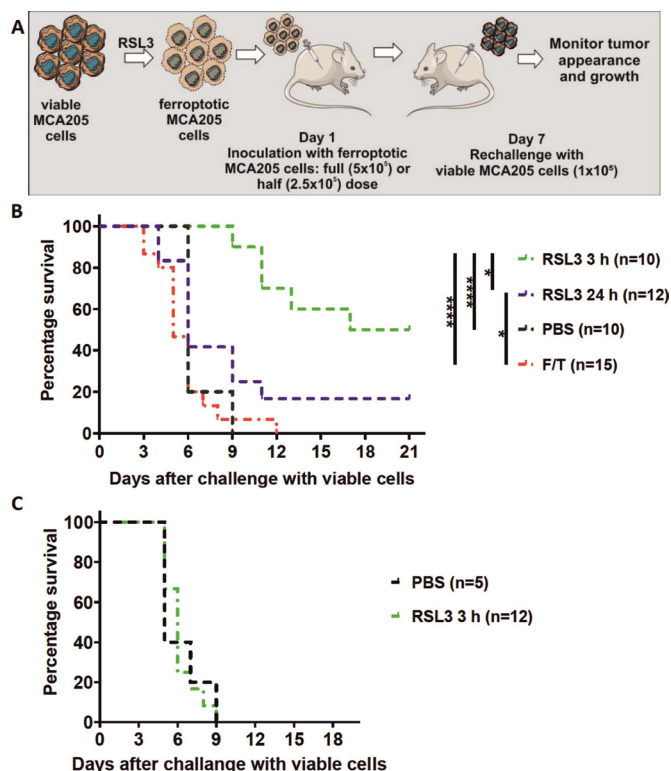 A
RSL3
viable
MCA205
cells
ferroptotic
MCA205
cells
Day 1
Inoculation with ferroptotic
MCA205 cells: full (5x10⁵) or
half (2.5x10⁵) dose
Day 7
Rechallenge with
viable MCA205 cells (1x10⁵)
Monitor tumor
appearance
and growth
B
Percentage survival
100
80
60
40
20
0
0 3 6 9 12 15 18 21
Days after challenge with viable cells
****
****
*
*
RSL3 3 h (n=10)
RSL3 24 h (n=12)
PBS (n=10)
F/T (n=15)
C
Percentage survival
100
80
60
40
20
0
0 3 6 9 12 15 18
Days after challange with viable cells
PBS (n=5)
RSL3 3 h (n=12)